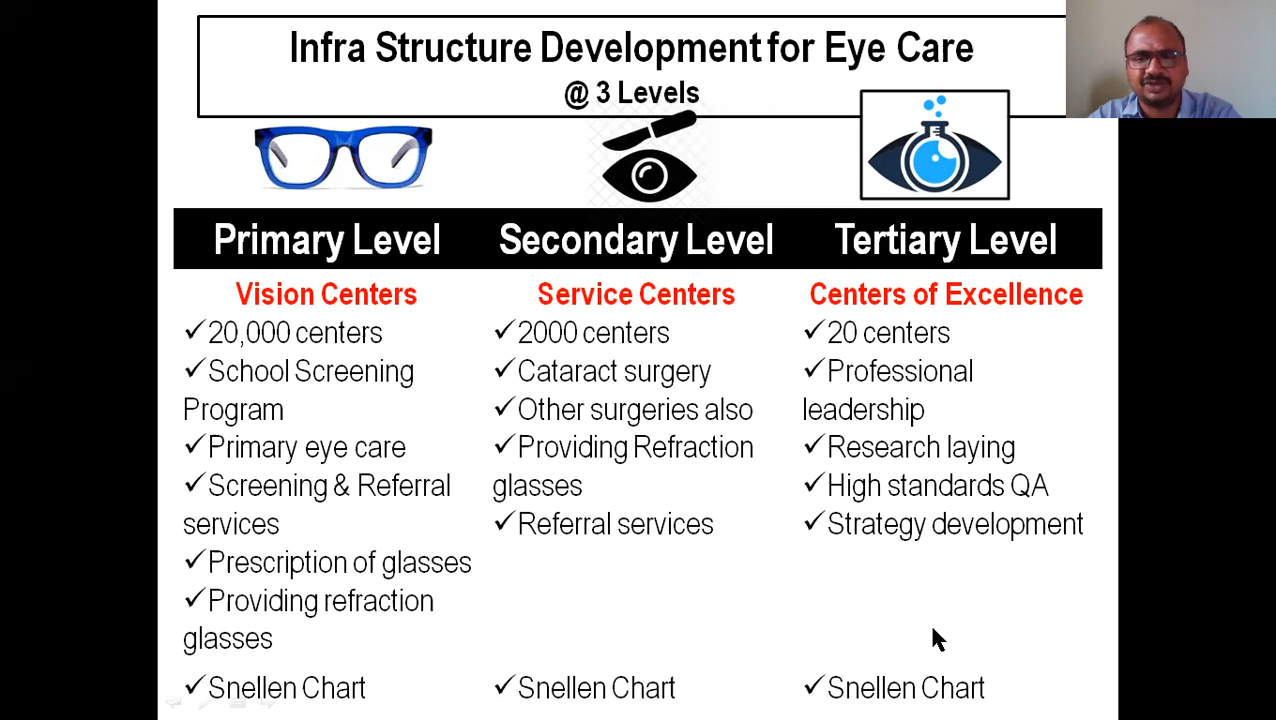 Infra Structure Development for Eye Care
@ 3 Levels
Primary Level
Secondary Level
Tertiary Level
Vision Centers
✓20,000 centers
✓School Screening
Program
✓Primary eye care
✓Screening & Referral
services
✓Prescription of glasses
✓Providing refraction
glasses
✓Snellen Chart
Service Centers
✓2000 centers
✓Cataract surgery
✓Other surgeries also
✓Providing Refraction
glasses
✓Referral services
✓Snellen Chart
Centers of Excellence
✓20 centers
✓Professional
leadership
✓Research laying
✓High standards QA
✓Strategy development
✓Snellen Chart